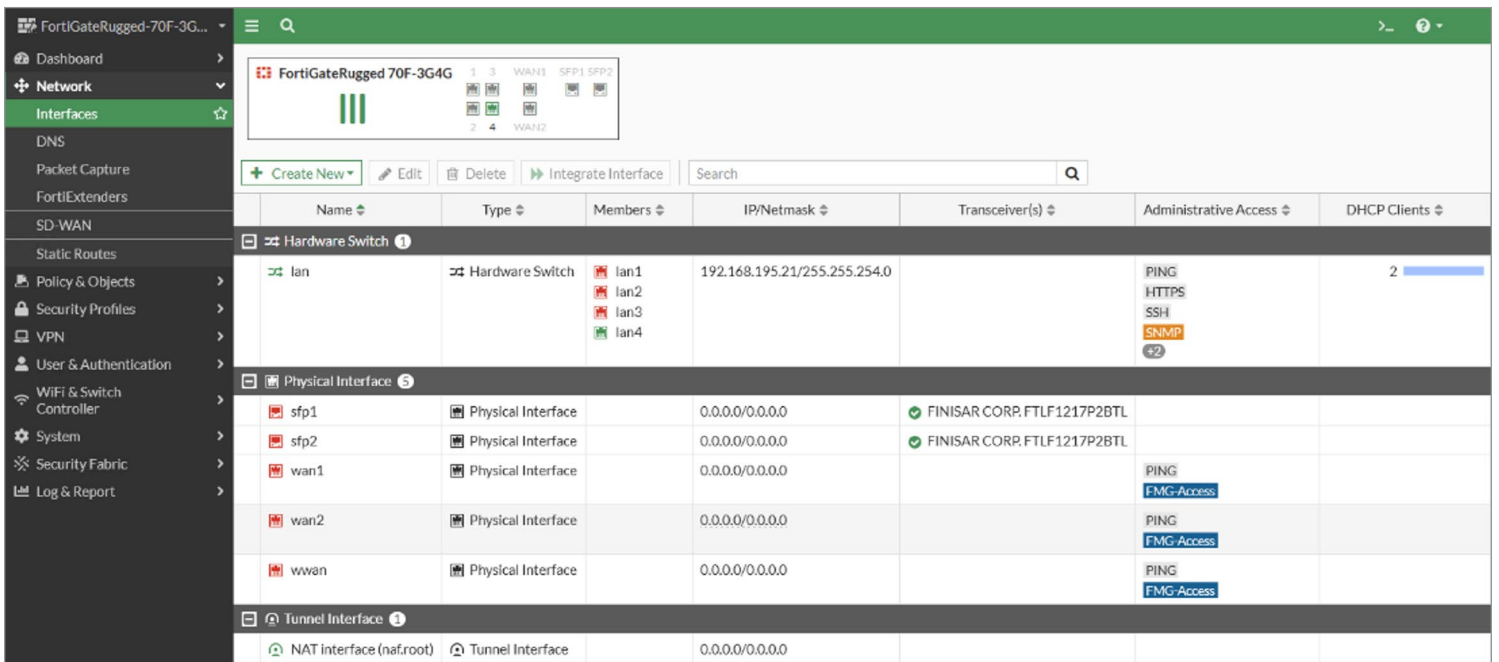 FortiGateRugged-70F-3G...
Dashboard
Network
Interfaces
DNS
Packet Capture
FortiExtenders
SD-WAN
Static Routes
Policy & Objects
Security Profiles
VPN
User & Authentication
WiFi & Switch
Controller
System
Security Fabric
Log & Report
>_
FortiGateRugged 70F-3G4G
1 3 WAN1 SFP1 SFP2
2 4 WAN2
Create New Edit Delete Integrate Interface Search
Name Type Members IP/Netmask Transceiver(s) Administrative Access DHCP Clients
Hardware Switch 1
lan Hardware Switch lan1 192.168.195.21/255.255.254.0 PING 2
lan2 HTTPS
lan3 SSH
lan4 SNMP
+2
Physical Interface 5
sfp1 Physical Interface 0.0.0.0/0.0.0.0 FINISAR CORP. FTLF1217P2BTL
sfp2 Physical Interface 0.0.0.0/0.0.0.0 FINISAR CORP. FTLF1217P2BTL
wan1 Physical Interface 0.0.0.0/0.0.0.0 PING
FMG-Access
wan2 Physical Interface 0.0.0.0/0.0.0.0 PING
FMG-Access
wwan Physical Interface 0.0.0.0/0.0.0.0 PING
FMG-Access
Tunnel Interface 1
NAT interface (naf.root) Tunnel Interface 0.0.0.0/0.0.0.0